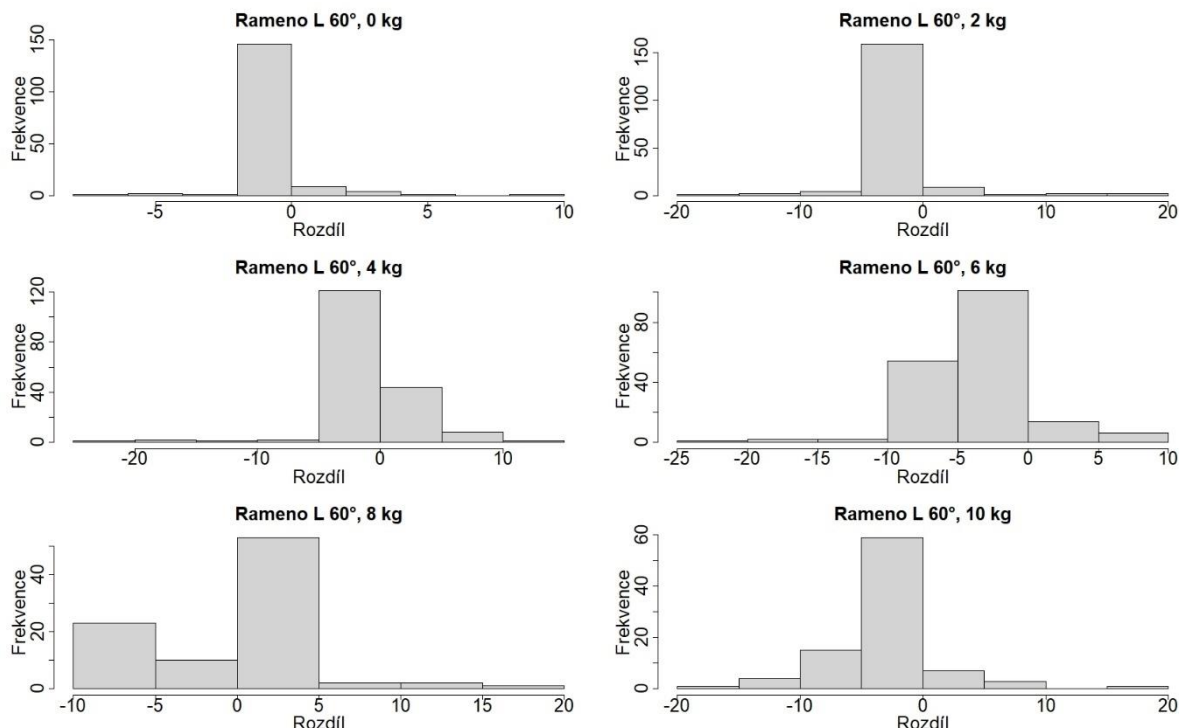 Rameno L 60°, 0 kg
Frekvence
0 50 100 150
-5 0 5 10
Rozdíl
Rameno L 60°, 2 kg
Frekvence
0 50 100 150
-20 -10 0 10 20
Rozdíl
Rameno L 60°, 4 kg
Frekvence
0 40 80 120
-20 -10 0 10
Rozdíl
Rameno L 60°, 6 kg
Frekvence
0 40 80
-25 -15 -10 -5 0 5 10
Rozdíl
Rameno L 60°, 8 kg
Frekvence
0 20 40
-10 -5 0 5 10 15 20
Rozdíl
Rameno L 60°, 10 kg
Frekvence
0 20 40 60
-20 -10 0 10 20
Rozdíl